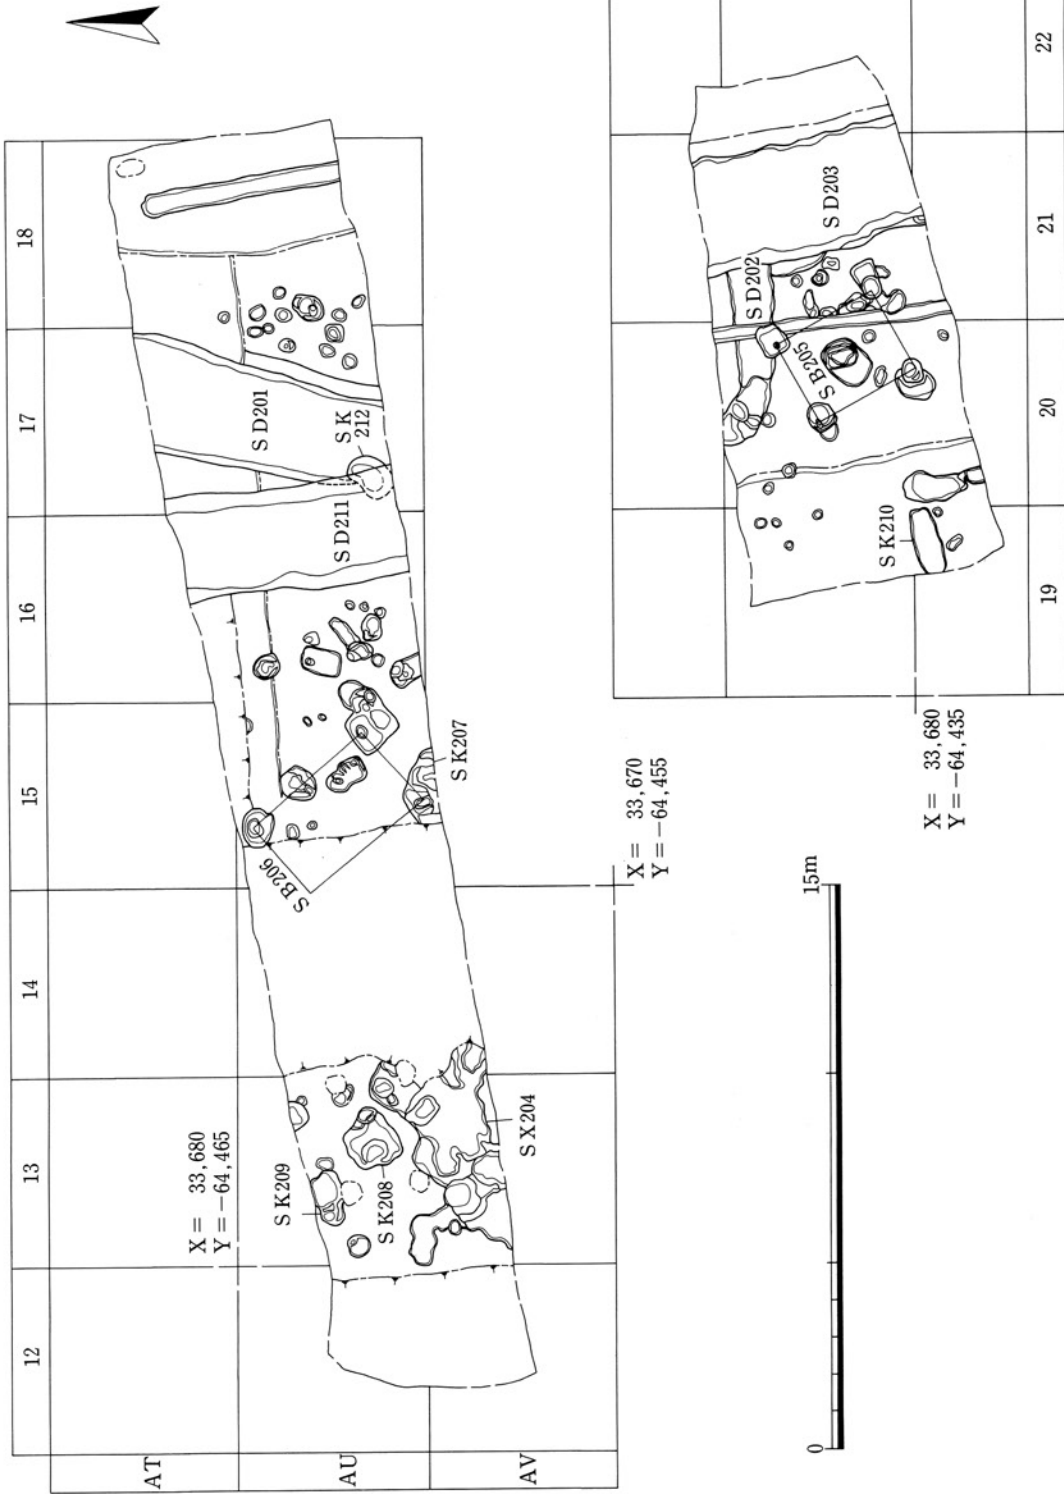 12
13
14
15
16
17
18
AT
AU
AV
X = 33,680
Y = −64,465
S K209
S K208
S X204
S B206
S K207
S D211
S D201
S K
212
X = 33,670
Y = −64,455
0
15m
X = 33,680
Y = −64,435
S K210
S B205
S D202
S D203
19
20
21
22